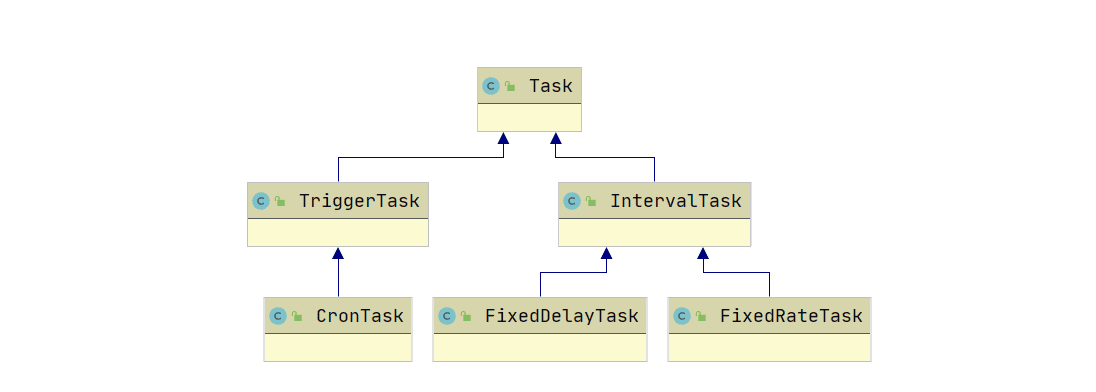 C Task
C TriggerTask
C IntervalTask
C CronTask
C FixedDelayTask
C FixedRateTask